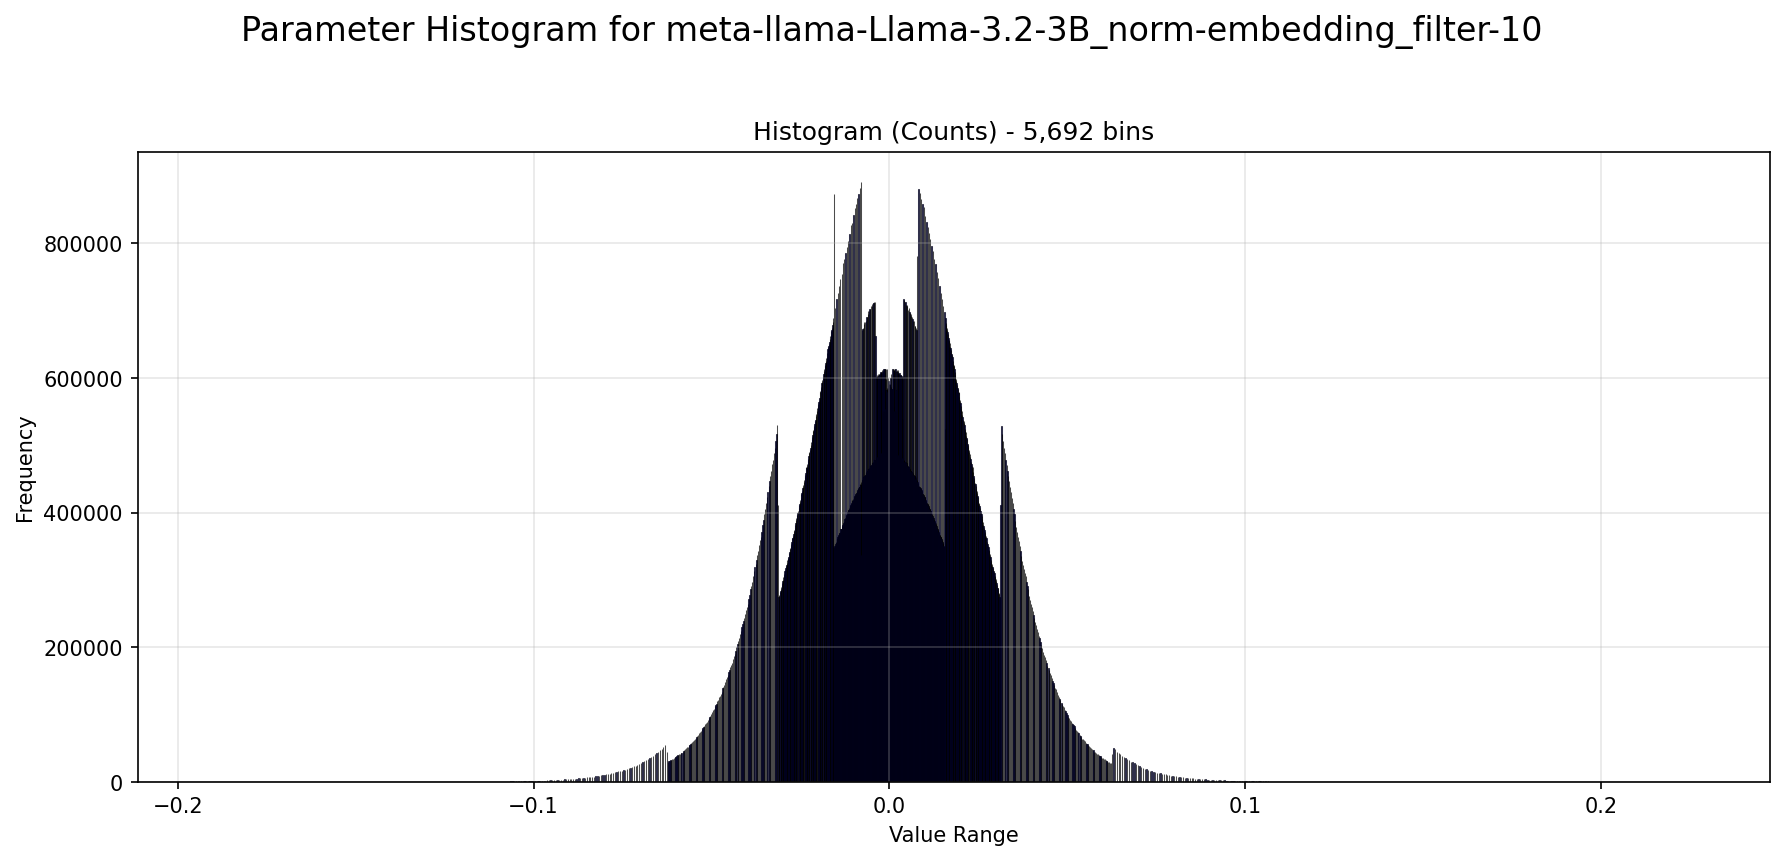 Parameter Histogram for meta-llama-Llama-3.2-3B_norm-embedding_filter-10
Histogram (Counts) - 5,692 bins
800000
600000
400000
200000
0
Frequency
−0.2
−0.1
0.0
0.1
0.2
Value Range